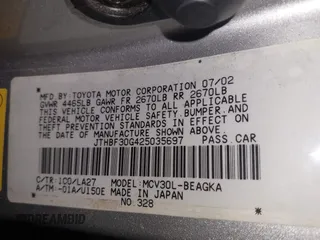 MFD.BY TOYOTA MOTOR CORPORATION 07/02
GVWR 4465LB GAWR FR 2670LB RR 2670LB
THIS VEHICLE CONFORMS TO ALL APPLICABLE
FEDERAL MOTOR VEHICLE SAFETY,BUMPER,AND
THEFT PREVENTION STANDARDS IN EFFECT ON
THE DATE OF MANUFACTURE SHOWN ABOVE.
JTHBF30G425035697 PASS.CAR
C/TR:1C0/LA27 MODEL:MCV30L-BEAGKA
A/TM:-01A/U150E MADE IN JAPAN
NO.328
DREAMBID